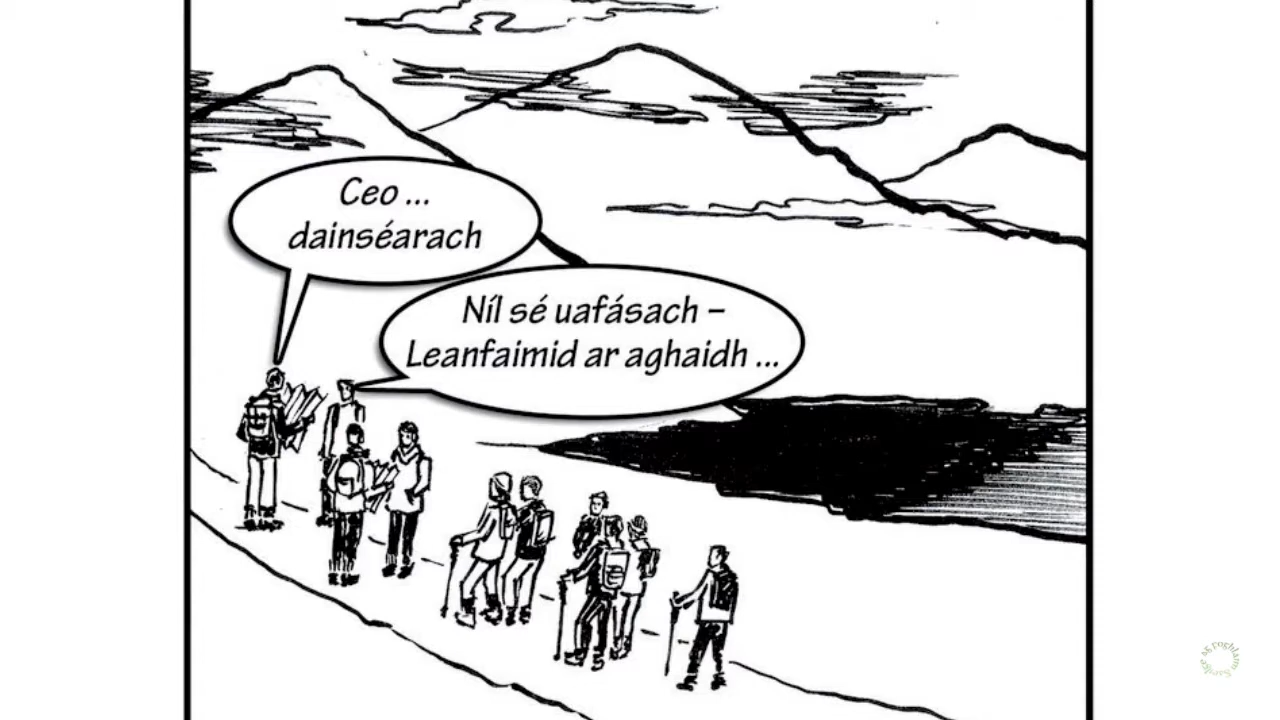 Ceo ...
dainséarach
Níl sé uafásach –
Leanfaimid ar aghaidh ...